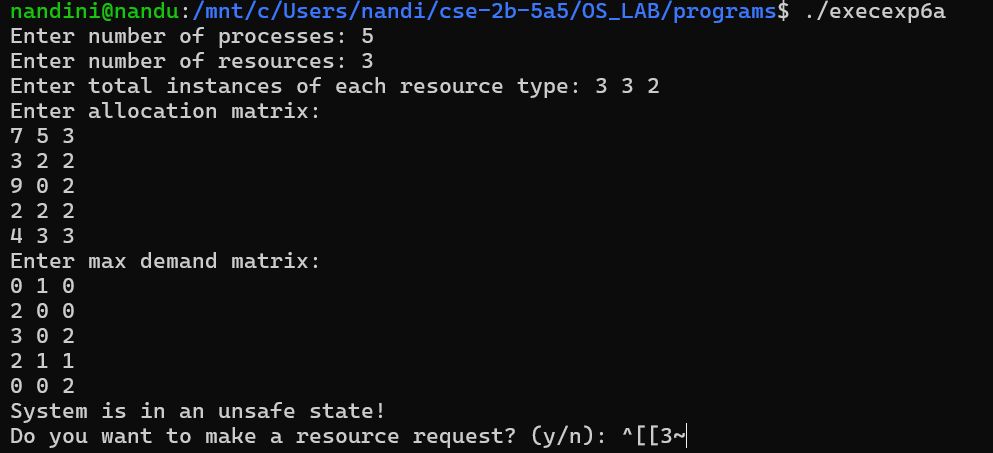 nandini@nandu:/mnt/c/Users/nandi/cse-2b-5a5/OS_LAB/programs$ ./execexp6a
Enter number of processes: 5
Enter number of resources: 3
Enter total instances of each resource type: 3 3 2
Enter allocation matrix:
7 5 3
3 2 2
9 0 2
2 2 2
4 3 3
Enter max demand matrix:
0 1 0
2 0 0
3 0 2
2 1 1
0 0 2
System is in an unsafe state!
Do you want to make a resource request? (y/n): ^[[3~